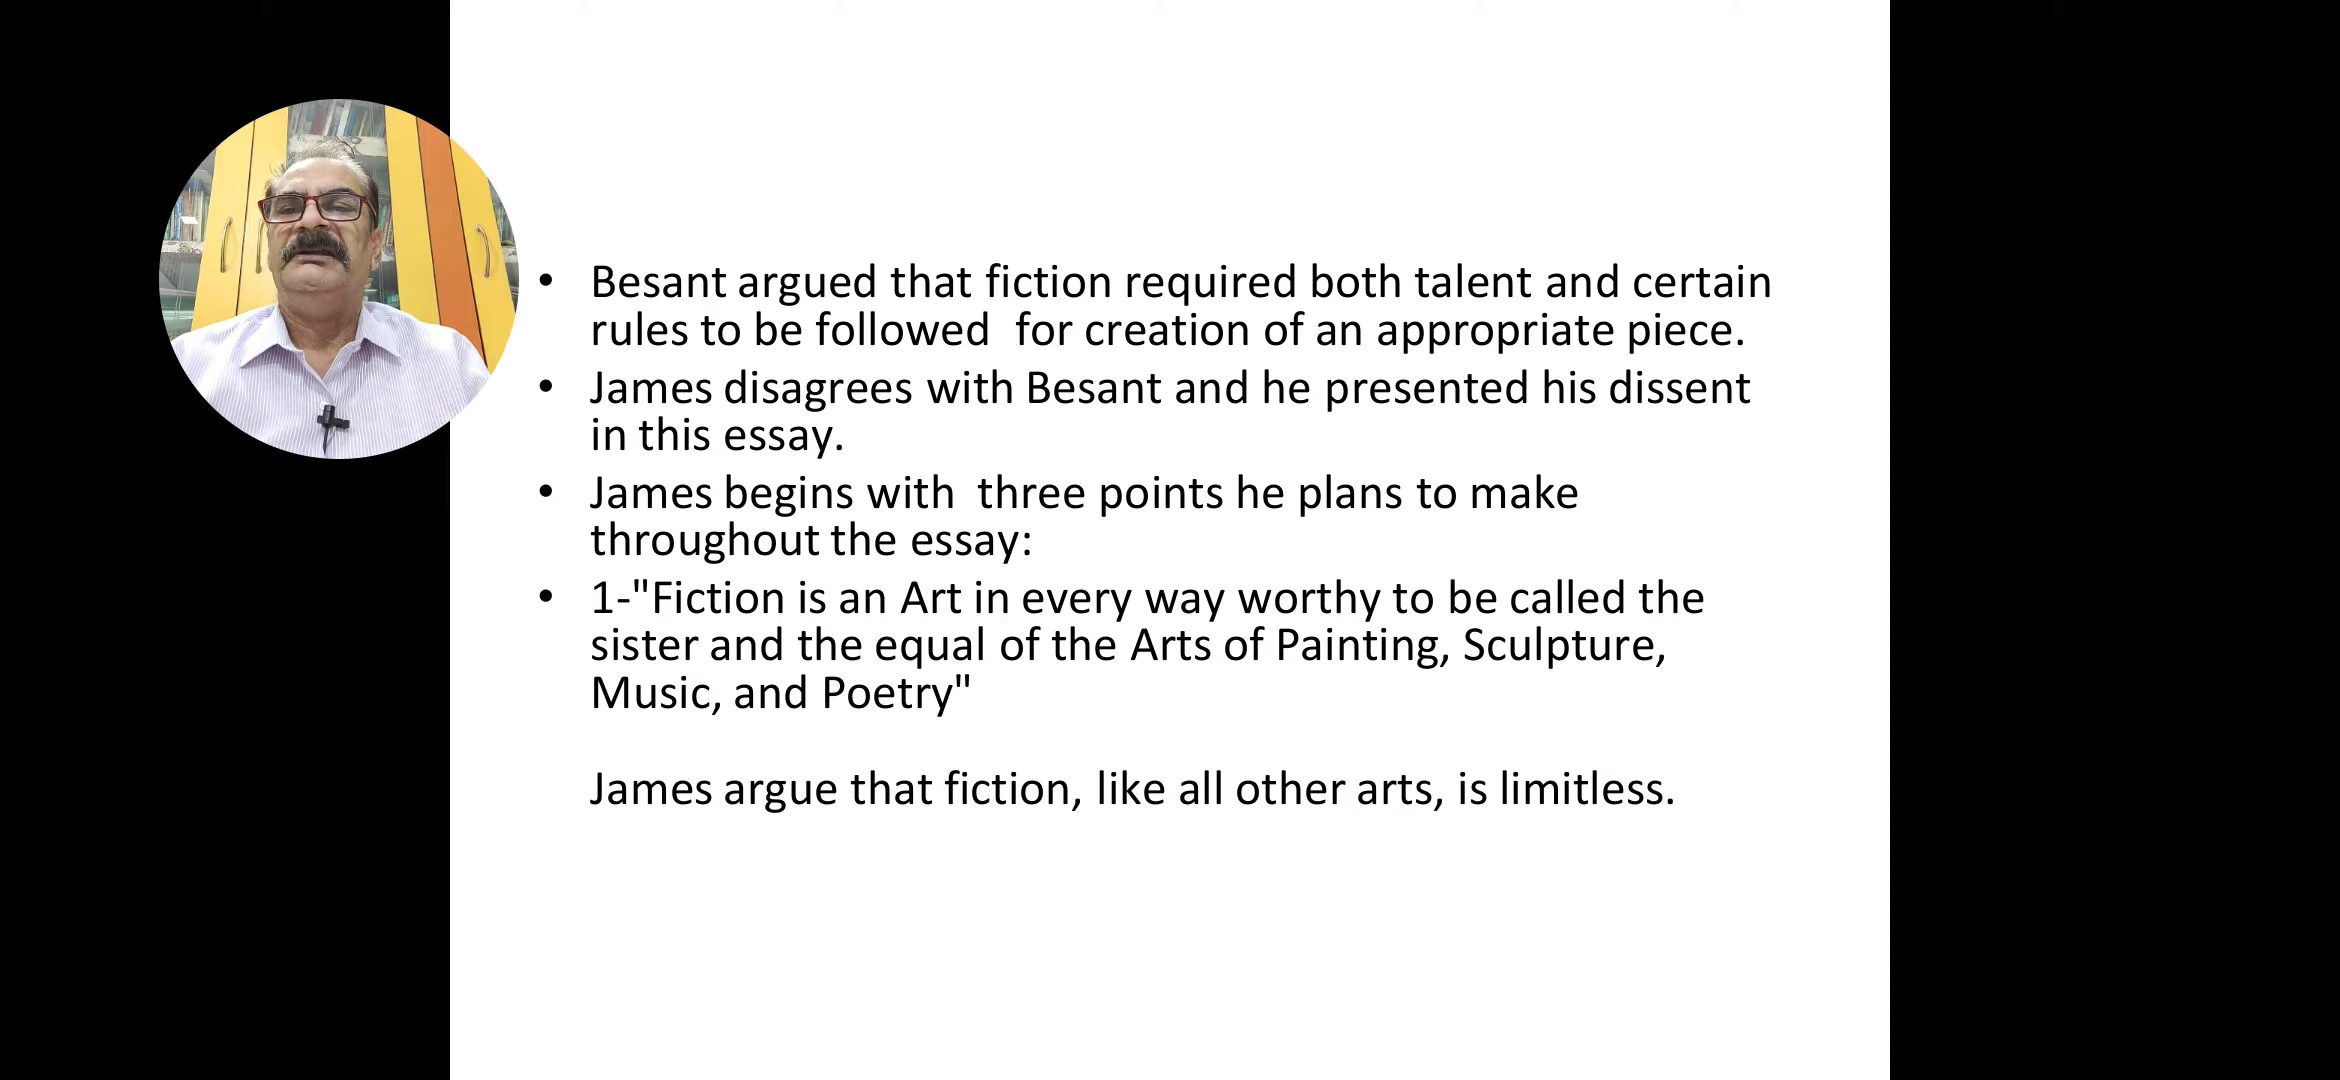 • Besant argued that fiction required both talent and certain
rules to be followed  for creation of an appropriate piece.
• James disagrees with Besant and he presented his dissent
in this essay.
• James begins with  three points he plans to make
throughout the essay:
• 1-"Fiction is an Art in every way worthy to be called the
sister and the equal of the Arts of Painting, Sculpture,
Music, and Poetry"
James argue that fiction, like all other arts, is limitless.